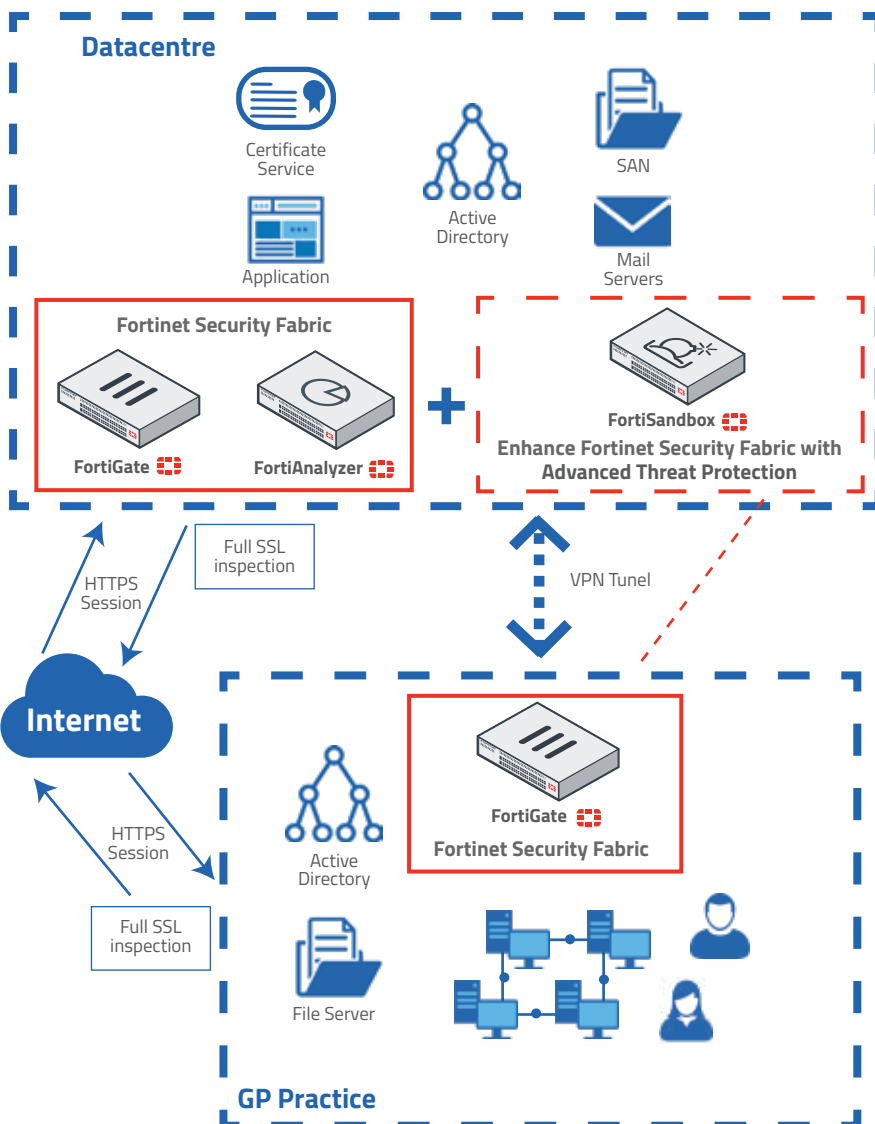 Datacentre
Certificate
Service
Active
Directory
SAN
Application
Mail
Servers
Fortinet Security Fabric
FortiGate
FortiAnalyzer
FortiSandbox
Enhance Fortinet Security Fabric with
Advanced Threat Protection
HTTPS
Session
Full SSL
inspection
VPN Tunel
Internet
HTTPS
Session
Full SSL
inspection
FortiGate
Fortinet Security Fabric
Active
Directory
File Server
GP Practice